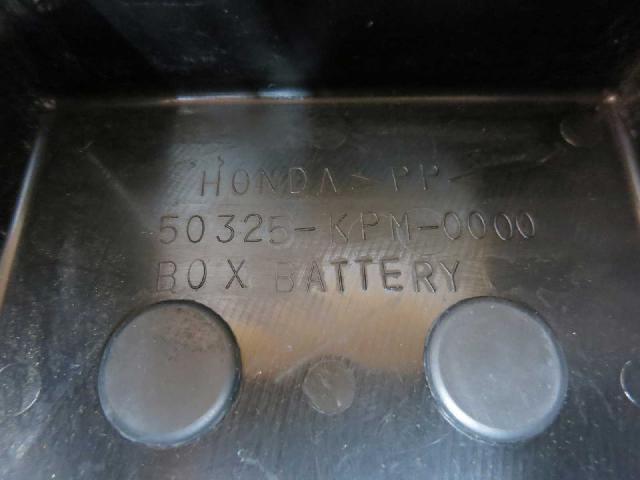 HONDA >PP<
50325-KPM-0000
BOX BATTERY